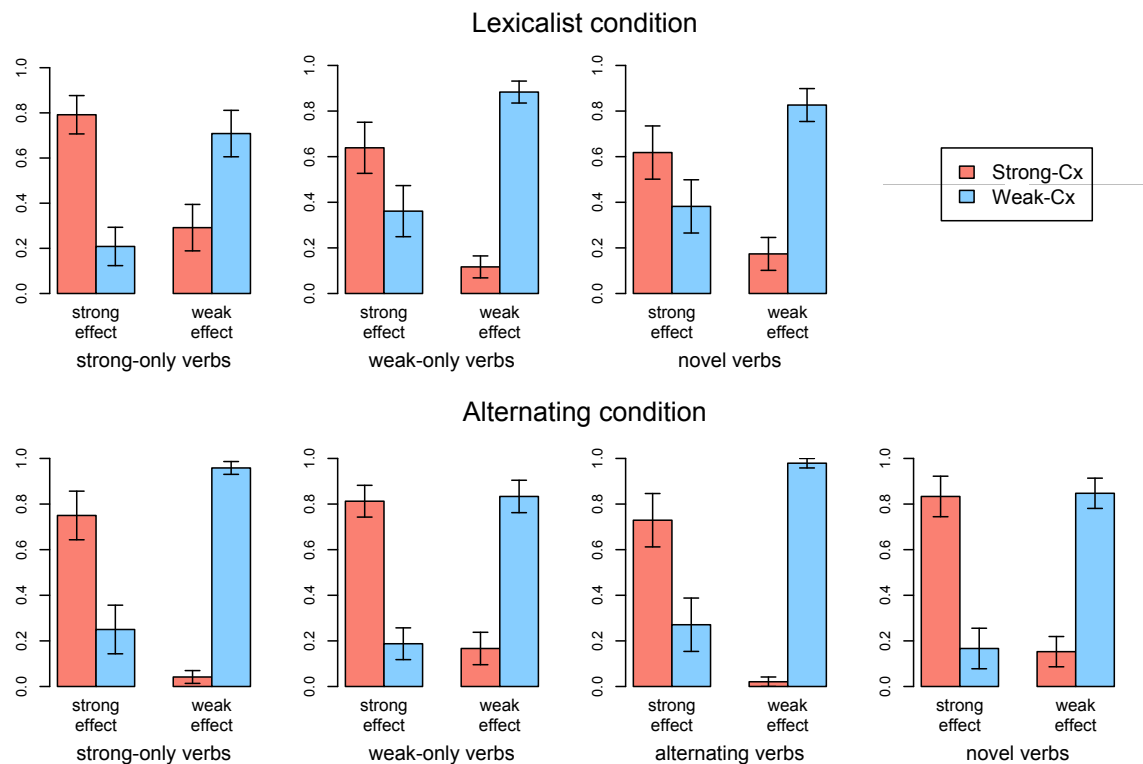 Lexicalist condition
1.0
0.8
0.6
0.4
0.2
0.0
strong effect
weak effect
strong-only verbs
1.0
0.8
0.6
0.4
0.2
0.0
strong effect
weak effect
weak-only verbs
1.0
0.8
0.6
0.4
0.2
0.0
strong effect
weak effect
novel verbs
Strong-Cx
Weak-Cx
Alternating condition
1.0
0.8
0.6
0.4
0.2
0.0
strong effect
weak effect
strong-only verbs
1.0
0.8
0.6
0.4
0.2
0.0
strong effect
weak effect
weak-only verbs
1.0
0.8
0.6
0.4
0.2
0.0
strong effect
weak effect
alternating verbs
1.0
0.8
0.6
0.4
0.2
0.0
strong effect
weak effect
novel verbs